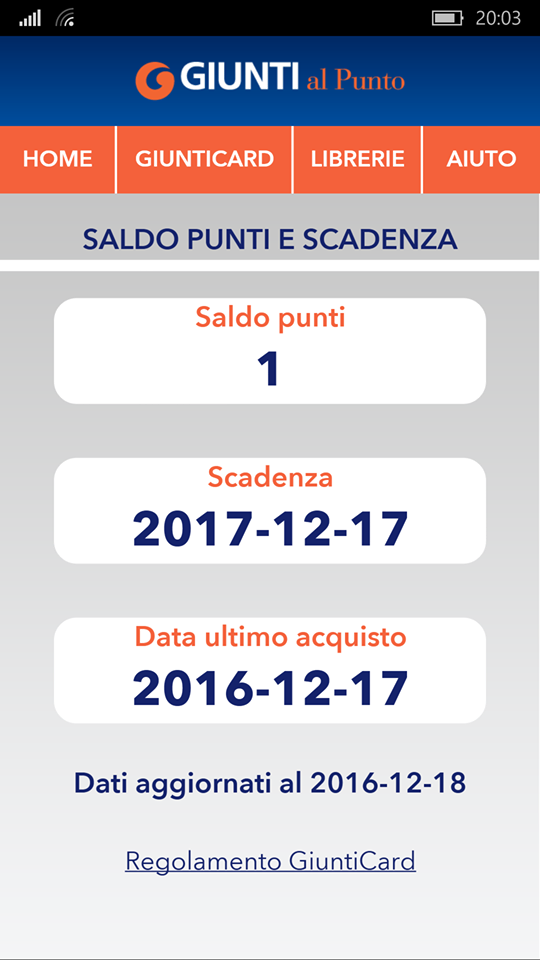 20:03
GIUNTI al Punto
HOME GIUNTICARD LIBRERIE AIUTO
SALDO PUNTI E SCADENZA
Saldo punti
1
Scadenza
2017-12-17
Data ultimo acquisto
2016-12-17
Dati aggiornati al 2016-12-18
Regolamento GiuntiCard